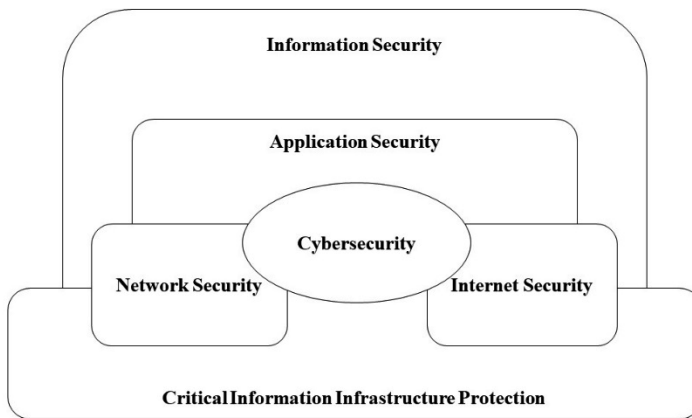 Information Security
Application Security
Cybersecurity
Network Security
Internet Security
Critical Information Infrastructure Protection